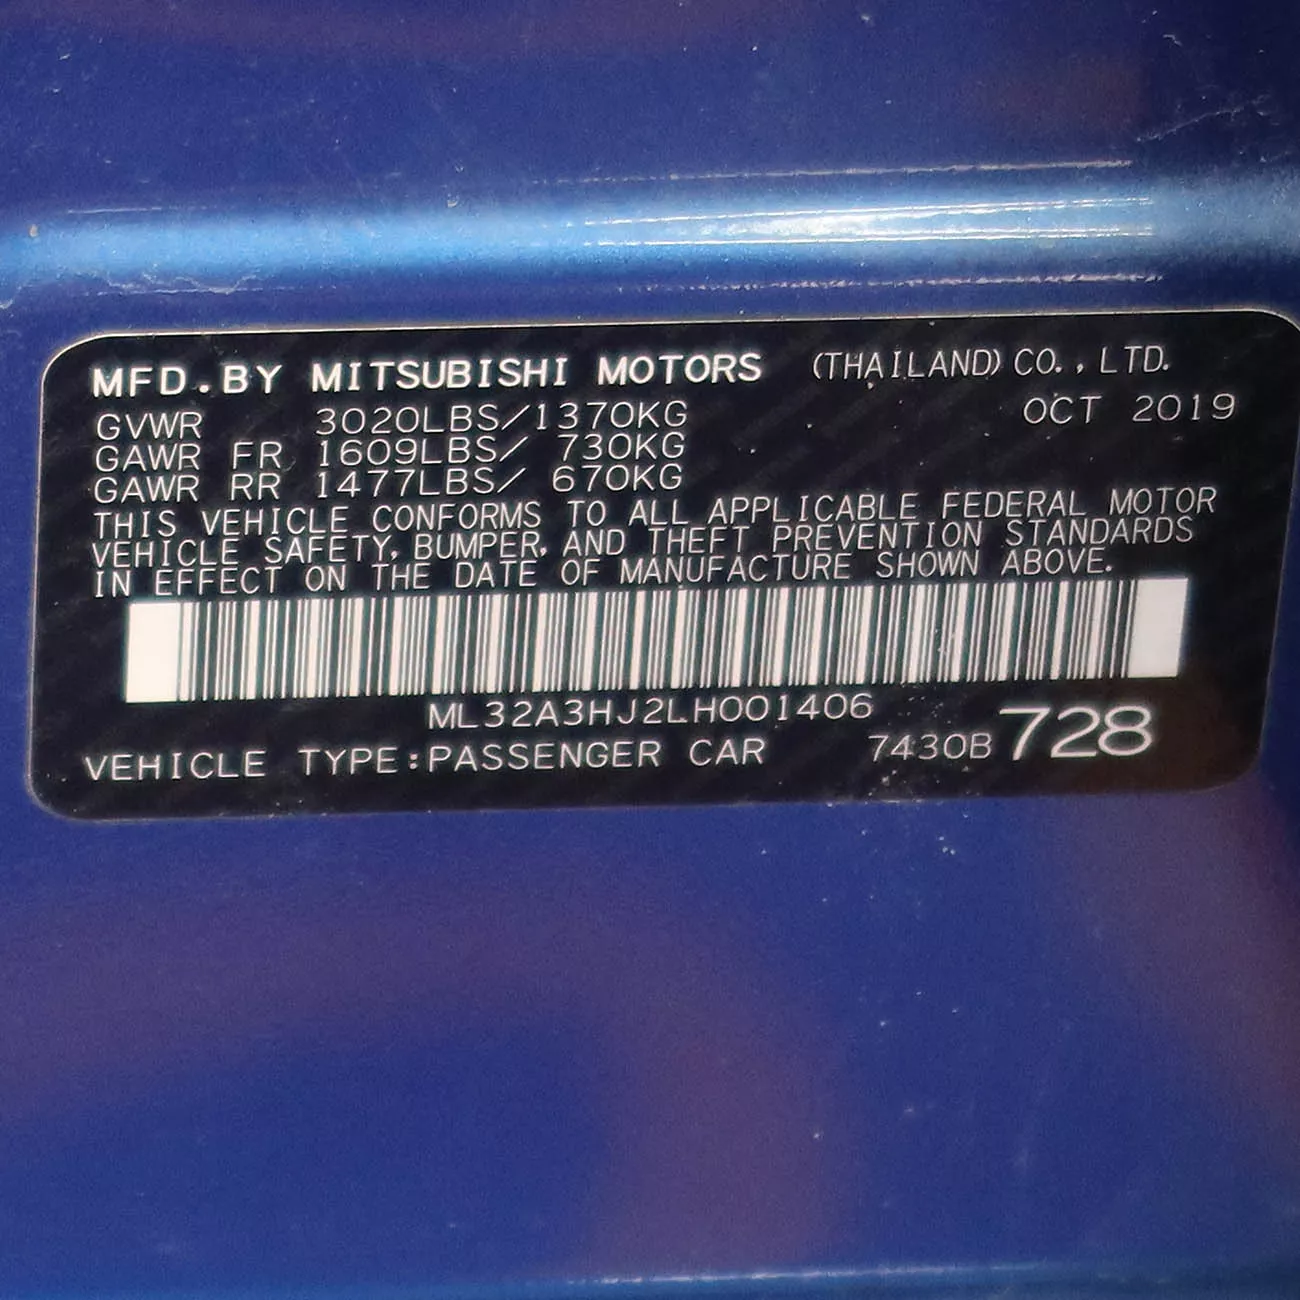 MFD.BY MITSUBISHI MOTORS (THAILAND) CO., LTD.
GVWR 3020LBS/1370KG OCT 2019
GAWR FR 1609LBS/ 730KG
GAWR RR 1477LBS/ 670KG
THIS VEHICLE CONFORMS TO ALL APPLICABLE FEDERAL MOTOR
VEHICLE SAFETY, BUMPER, AND THEFT PREVENTION STANDARDS
IN EFFECT ON THE DATE OF MANUFACTURE SHOWN ABOVE.
ML32A3HJ2LH001406
VEHICLE TYPE:PASSENGER CAR 7430B 728